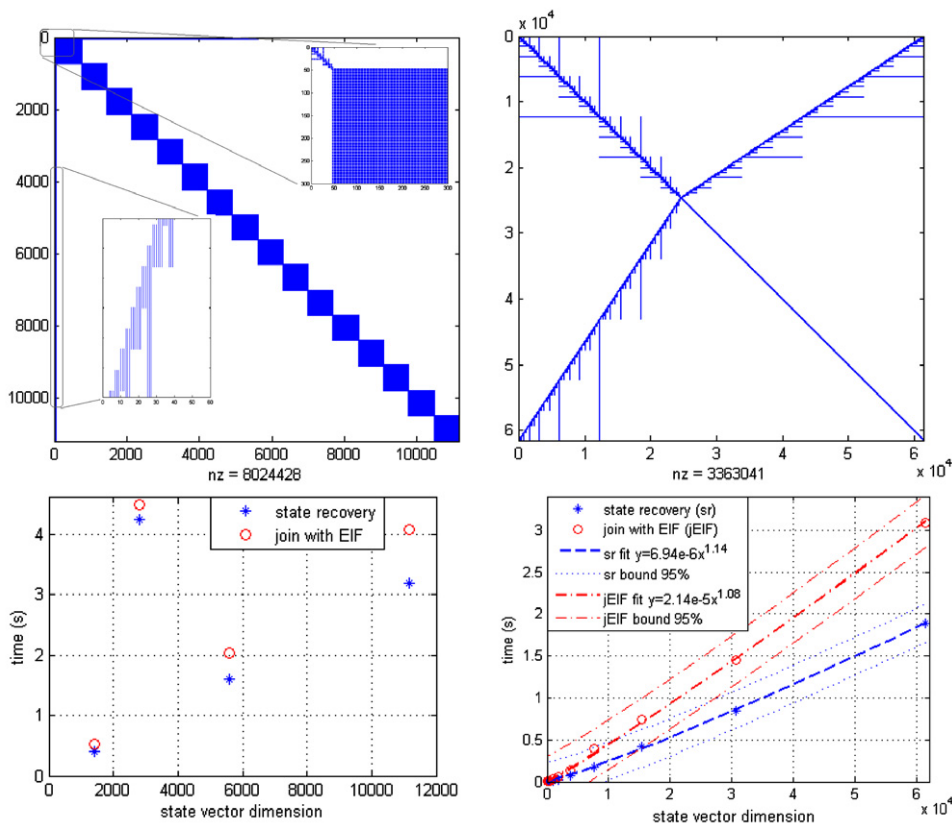 0
2000
4000
6000
8000
10000
0 2000 4000 6000 8000 10000
nz = 8024428
0
50
100
150
200
250
300
0 50 100 150 200 250 300
0 10 20 30 40 50 60
x 10^4
0
1
2
3
4
5
6
0 1 2 3 4 5 6
nz = 3363041
x 10^4
state recovery
join with EIF
time (s)
4
3
2
1
0
0 2000 4000 6000 8000 10000 12000
state vector dimension
state recovery (sr)
join with EIF (jEIF)
sr fit y=6.94e-6x^1.14
sr bound 95%
jEIF fit y=2.14e-5x^1.08
jEIF bound 95%
time (s)
3
2.5
2
1.5
1
0.5
0
0 1 2 3 4 5 6
x 10^4
state vector dimension